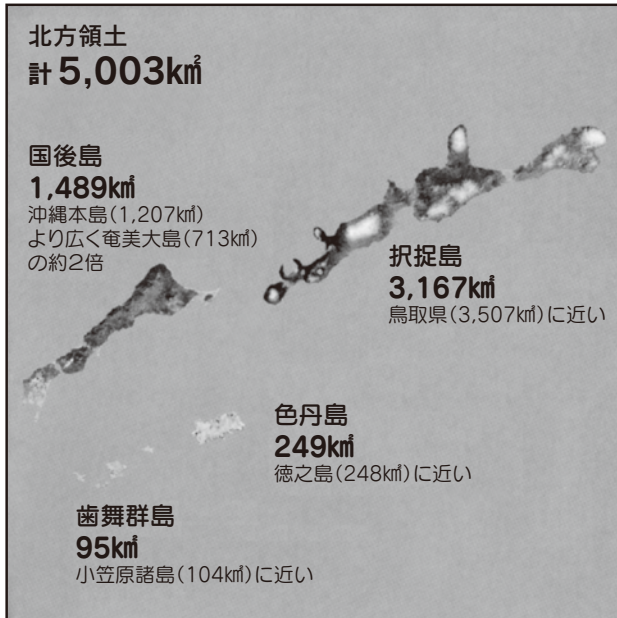 北方領土
計 5,003㎢
国後島
1,489㎢
沖縄本島(1,207㎢)
より広く奄美大島(713㎢)
の約2倍
択捉島
3,167㎢
鳥取県(3,507㎢)に近い
色丹島
249㎢
徳之島(248㎢)に近い
歯舞群島
95㎢
小笠原諸島(104㎢)に近い